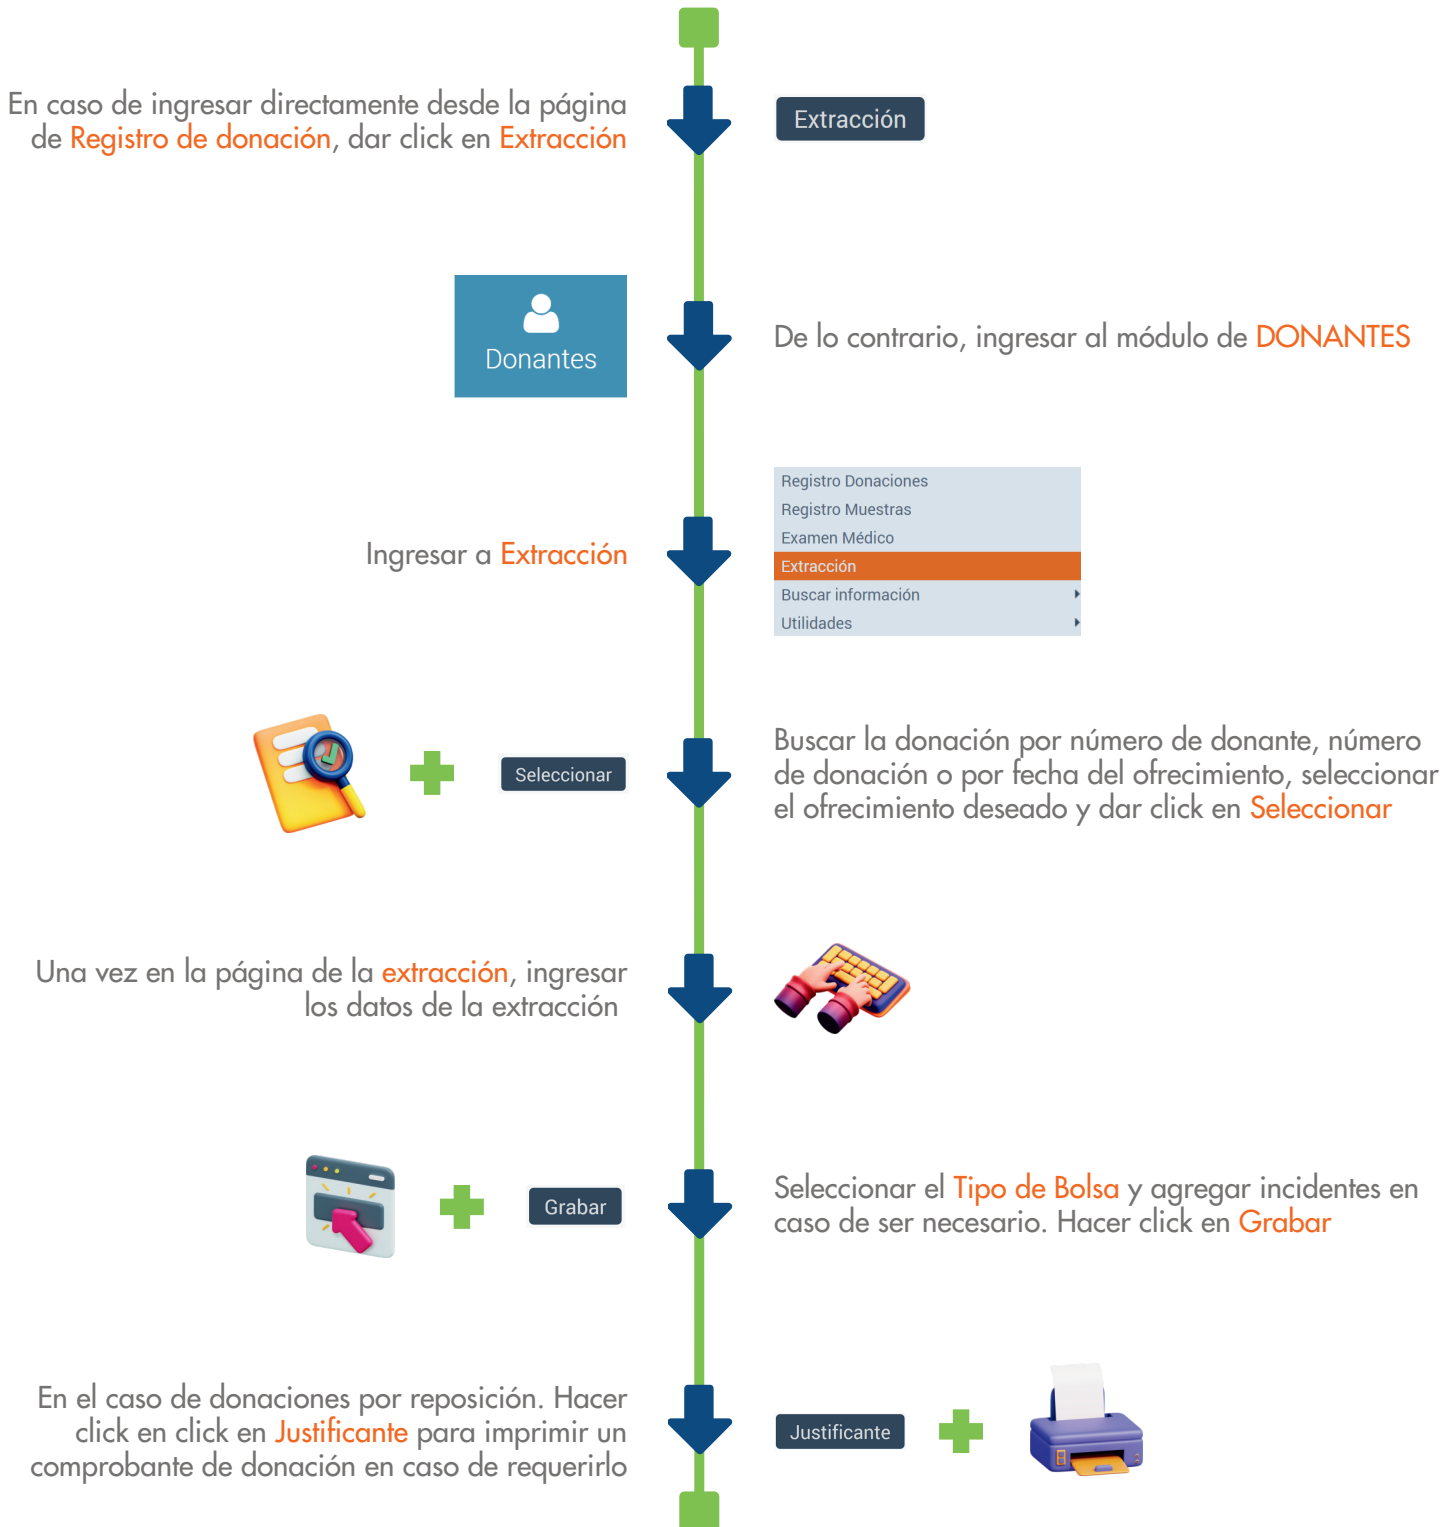 En caso de ingresar directamente desde la página
de Registro de donación, dar click en Extracción
Extracción
Donantes
De lo contrario, ingresar al módulo de DONANTES
Ingresar a Extracción
Registro Donaciones
Registro Muestras
Examen Médico
Extracción
Buscar información
Utilidades
Seleccionar
Buscar la donación por número de donante, número
de donación o por fecha del ofrecimiento, seleccionar
el ofrecimiento deseado y dar click en Seleccionar
Una vez en la página de la extracción, ingresar
los datos de la extracción
Grabar
Seleccionar el Tipo de Bolsa y agregar incidentes en
caso de ser necesario. Hacer click en Grabar
En el caso de donaciones por reposición. Hacer
click en click en Justificante para imprimir un
comprobante de donación en caso de requerirlo
Justificante